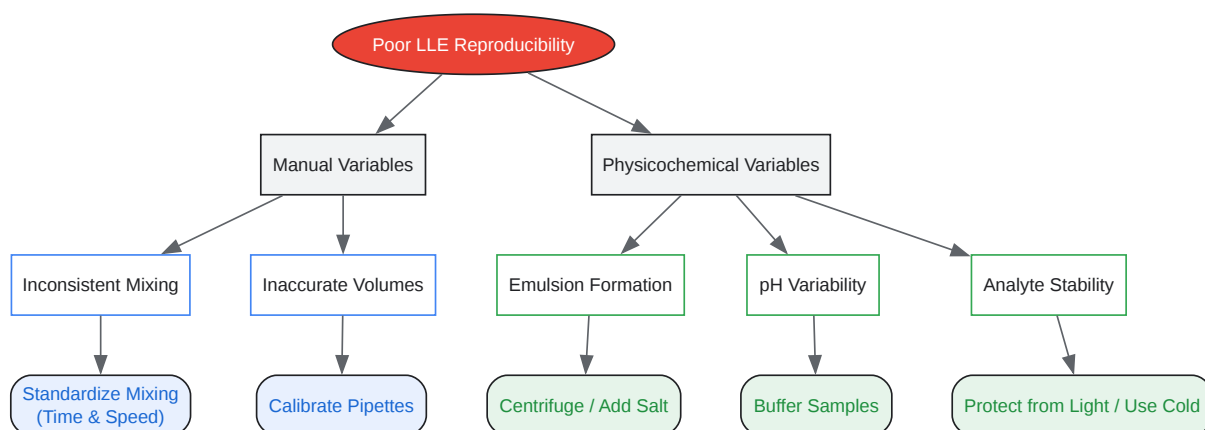 Poor LLE Reproducibility
Manual Variables
Physicochemical Variables
Inconsistent Mixing
Inaccurate Volumes
Emulsion Formation
pH Variability
Analyte Stability
Standardize Mixing
(Time & Speed)
Calibrate Pipettes
Centrifuge / Add Salt
Buffer Samples
Protect from Light / Use Cold